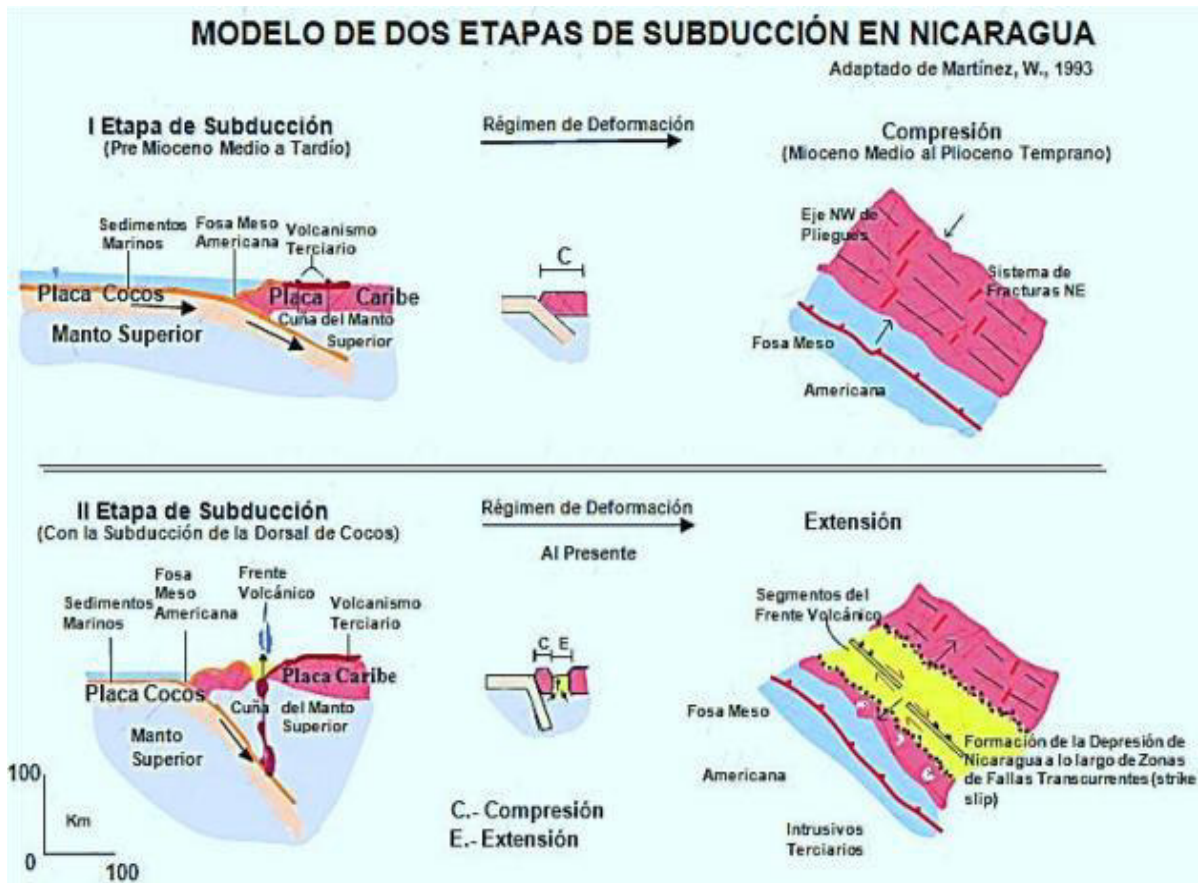 MODELO DE DOS ETAPAS DE SUBDUCCIÓN EN NICARAGUA
Adaptado de Martínez, W., 1993
I Etapa de Subducción
(Pre Mioceno Medio a Tardío)
Régimen de Deformación
Compresión
(Mioceno Medio al Plioceno Temprano)
Sedimentos
Marinos
Fosa Meso
Americana
Volcanismo
Terciario
Placa Cocos
Placa Caribe
Cuña del Manto
Superior
Manto Superior
C
Eje NW de
Pliegues
Sistema de
Fracturas NE
Fosa Meso
Americana
II Etapa de Subducción
(Con la Subducción de la Dorsal de Cocos)
Régimen de Deformación
Al Presente
Extensión
Sedimentos
Marinos
Fosa
Meso
Americana
Frente
Volcánico
Volcanismo
Terciario
Placa Cocos
Placa Caribe
Cuña del Manto
Superior
Manto
Superior
100
Km
0
100
C E
C.- Compresión
E.- Extensión
Segmentos del
Frente Volcánico
Fosa Meso
Americana
Formación de la Depresión de
Nicaragua a lo largo de Zonas
de Fallas Transcurrentes (strike
slip)
Intrusivos
Terciarios